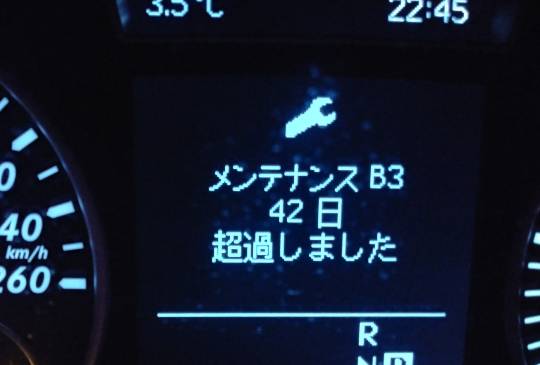 3.5℃ 22:45
メンテナンス B3
42 日
超過しました
40
km/h
260
R
N D